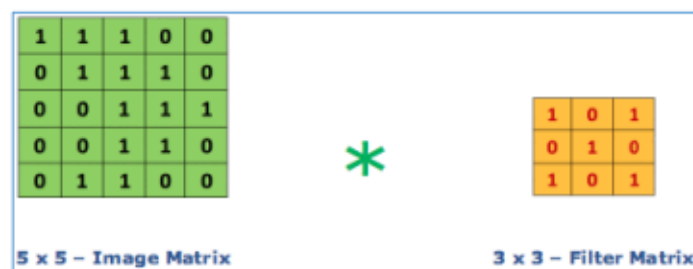 1 1 1 0 0
0 1 1 1 0
0 0 1 1 1
0 0 1 1 0
0 1 1 0 0
*
1 0 1
0 1 0
1 0 1
5 x 5 – Image Matrix
3 x 3 – Filter Matrix